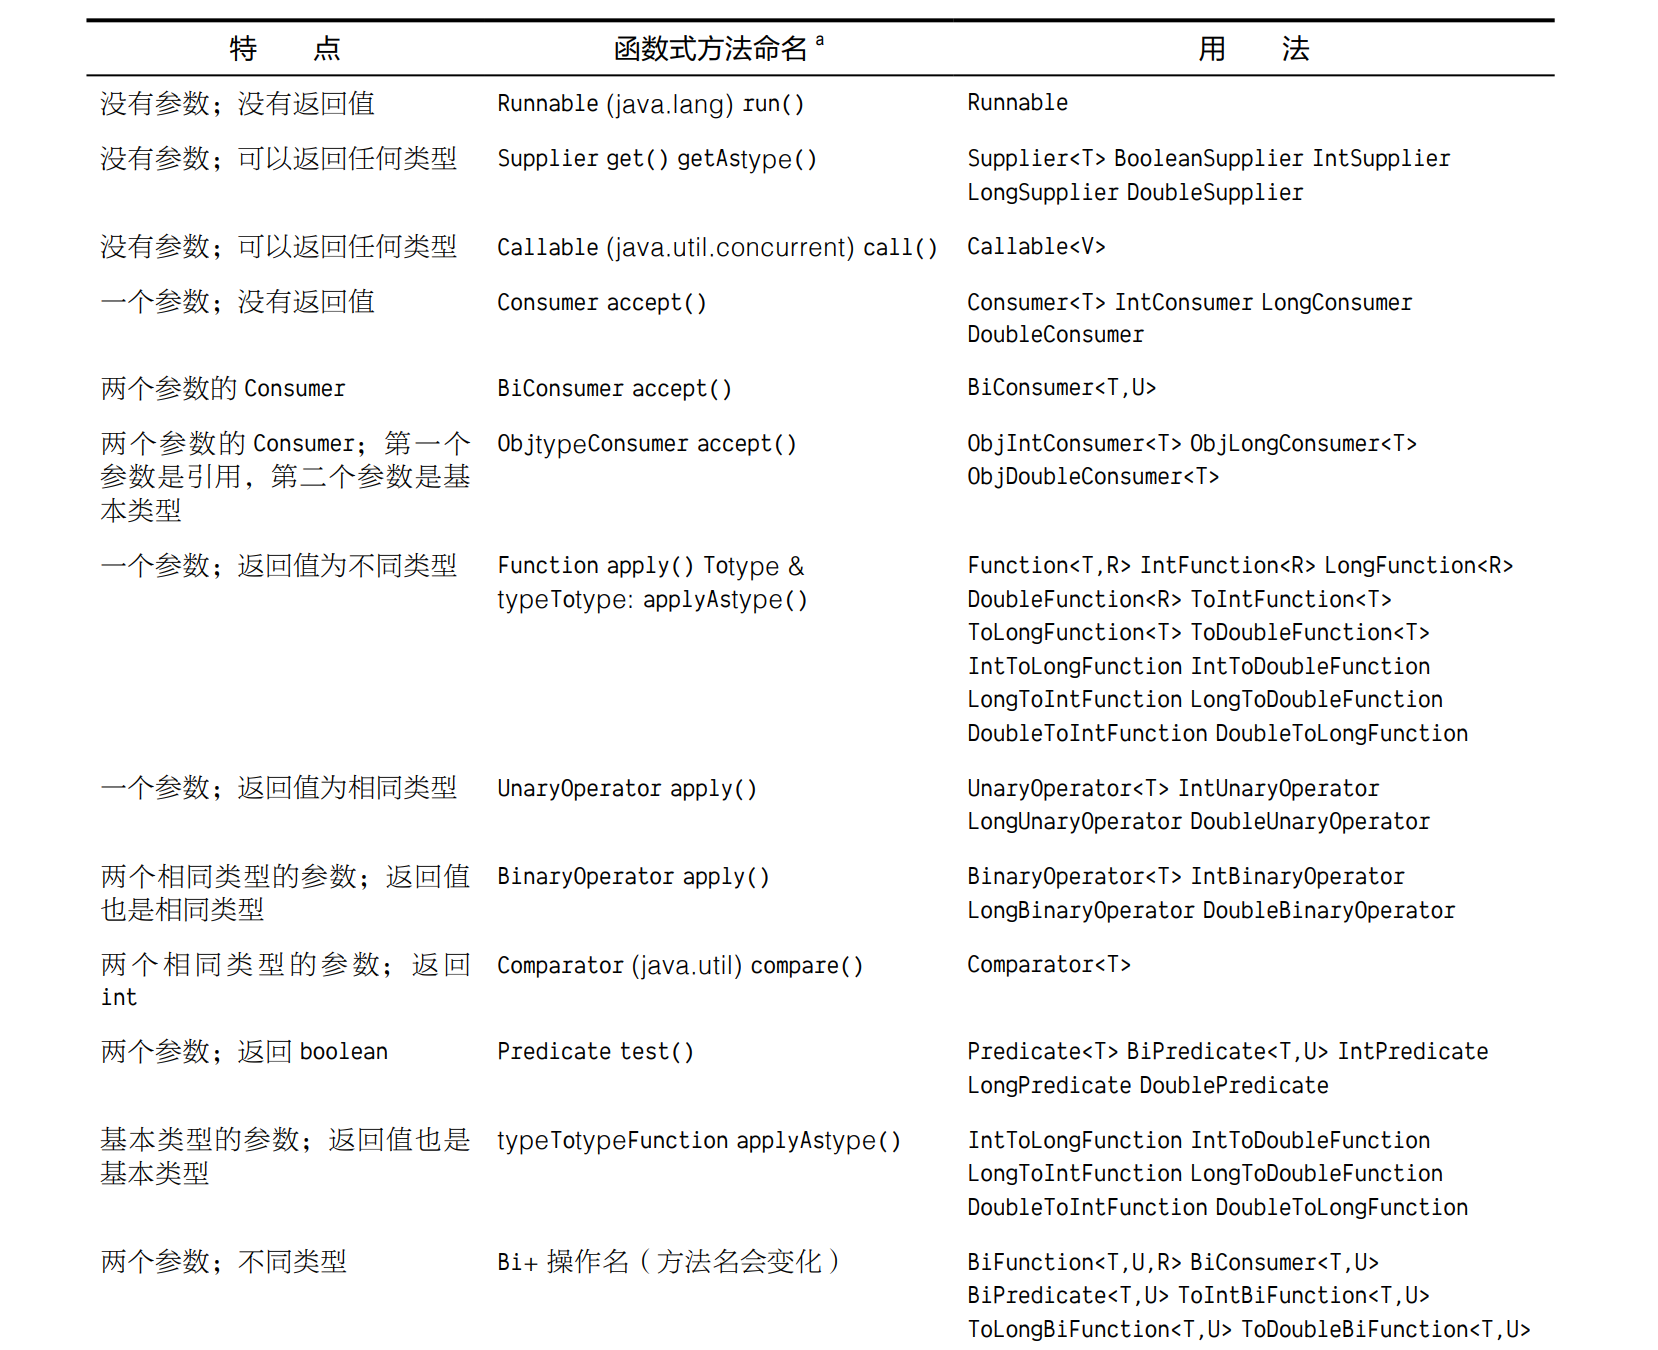 特 点 函数式方法命名 a 用 法
没有参数；没有返回值 Runnable (java.lang) run() Runnable
没有参数；可以返回任何类型 Supplier get() getAstype() Supplier<T> BooleanSupplier IntSupplier
LongSupplier DoubleSupplier
没有参数；可以返回任何类型 Callable (java.util.concurrent) call() Callable<V>
一个参数；没有返回值 Consumer accept() Consumer<T> IntConsumer LongConsumer
DoubleConsumer
两个参数的 Consumer BiConsumer accept() BiConsumer<T,U>
两个参数的 Consumer；第一个 ObjtypeConsumer accept() ObjIntConsumer<T> ObjLongConsumer<T>
参数是引用，第二个参数是基 ObjDoubleConsumer<T>
本类型
一个参数；返回值为不同类型 Function apply() Totype & Function<T,R> IntFunction<R> LongFunction<R>
typeTotype: applyAstype() DoubleFunction<R> ToIntFunction<T>
ToLongFunction<T> ToDoubleFunction<T>
IntToLongFunction IntToDoubleFunction
LongToIntFunction LongToDoubleFunction
DoubleToIntFunction DoubleToLongFunction
一个参数；返回值为相同类型 UnaryOperator apply() UnaryOperator<T> IntUnaryOperator
LongUnaryOperator DoubleUnaryOperator
两个相同类型的参数；返回值 BinaryOperator apply() BinaryOperator<T> IntBinaryOperator
也是相同类型 LongBinaryOperator DoubleBinaryOperator
两个相同类型的参数；返回 Comparator (java.util) compare() Comparator<T>
int
两个参数；返回 boolean Predicate test() Predicate<T> BiPredicate<T,U> IntPredicate
LongPredicate DoublePredicate
基本类型的参数；返回值也是 typeTotypeFunction applyAstype() IntToLongFunction IntToDoubleFunction
基本类型 LongToIntFunction LongToDoubleFunction
DoubleToIntFunction DoubleToLongFunction
两个参数；不同类型 Bi+ 操作名（方法名会变化） BiFunction<T,U,R> BiConsumer<T,U>
BiPredicate<T,U> ToIntBiFunction<T,U>
ToLongBiFunction<T,U> ToDoubleBiFunction<T,U>